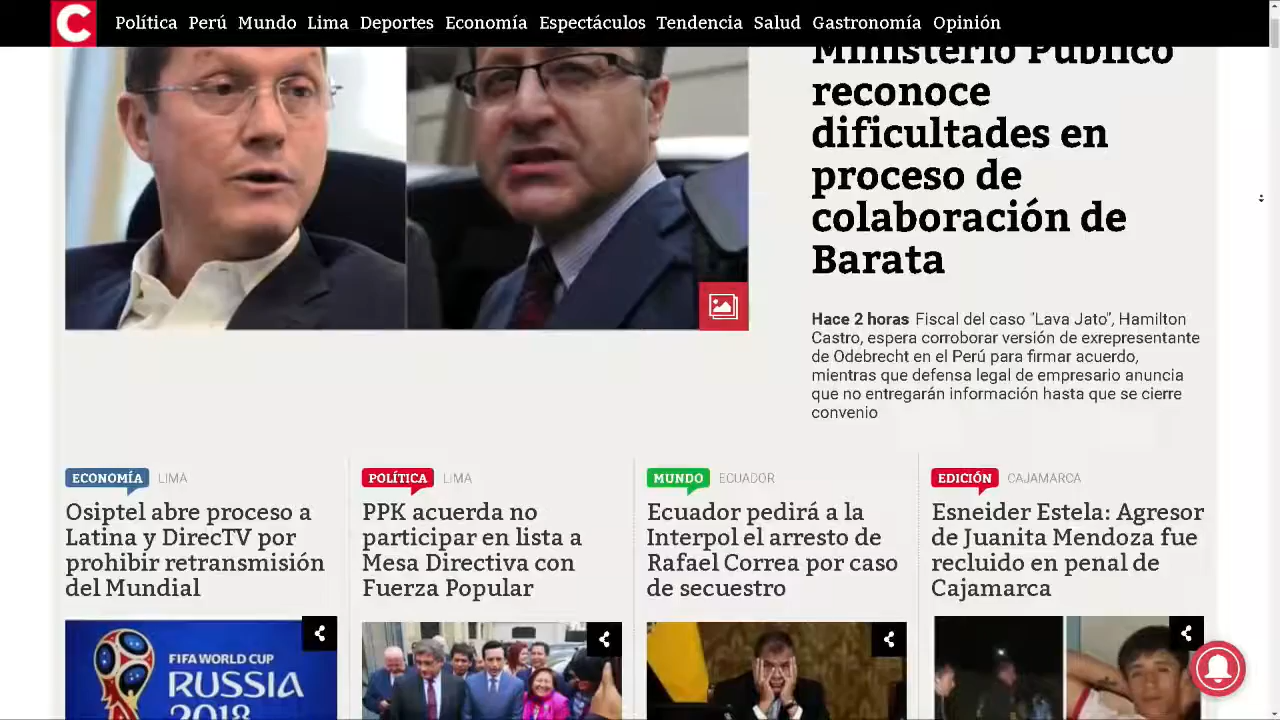 C Política Perú Mundo Lima Deportes Economía Espectáculos Tendencia Salud Gastronomía Opinión
Ministerio Público
reconoce
dificultades en
proceso de
colaboración de
Barata
Hace 2 horas Fiscal del caso "Lava Jato", Hamilton
Castro, espera corroborar versión de exrepresentante
de Odebrecht en el Perú para firmar acuerdo,
mientras que defensa legal de empresario anuncia
que no entregarán información hasta que se cierre
convenio
ECONOMÍA LIMA
Osiptel abre proceso a
Latina y DirecTV por
prohibir retransmisión
del Mundial
FIFA WORLD CUP
RUSSIA
2018
POLÍTICA LIMA
PPK acuerda no
participar en lista a
Mesa Directiva con
Fuerza Popular
MUNDO ECUADOR
Ecuador pedirá a la
Interpol el arresto de
Rafael Correa por caso
de secuestro
EDICIÓN CAJAMARCA
Esneider Estela: Agresor
de Juanita Mendoza fue
recluido en penal de
Cajamarca